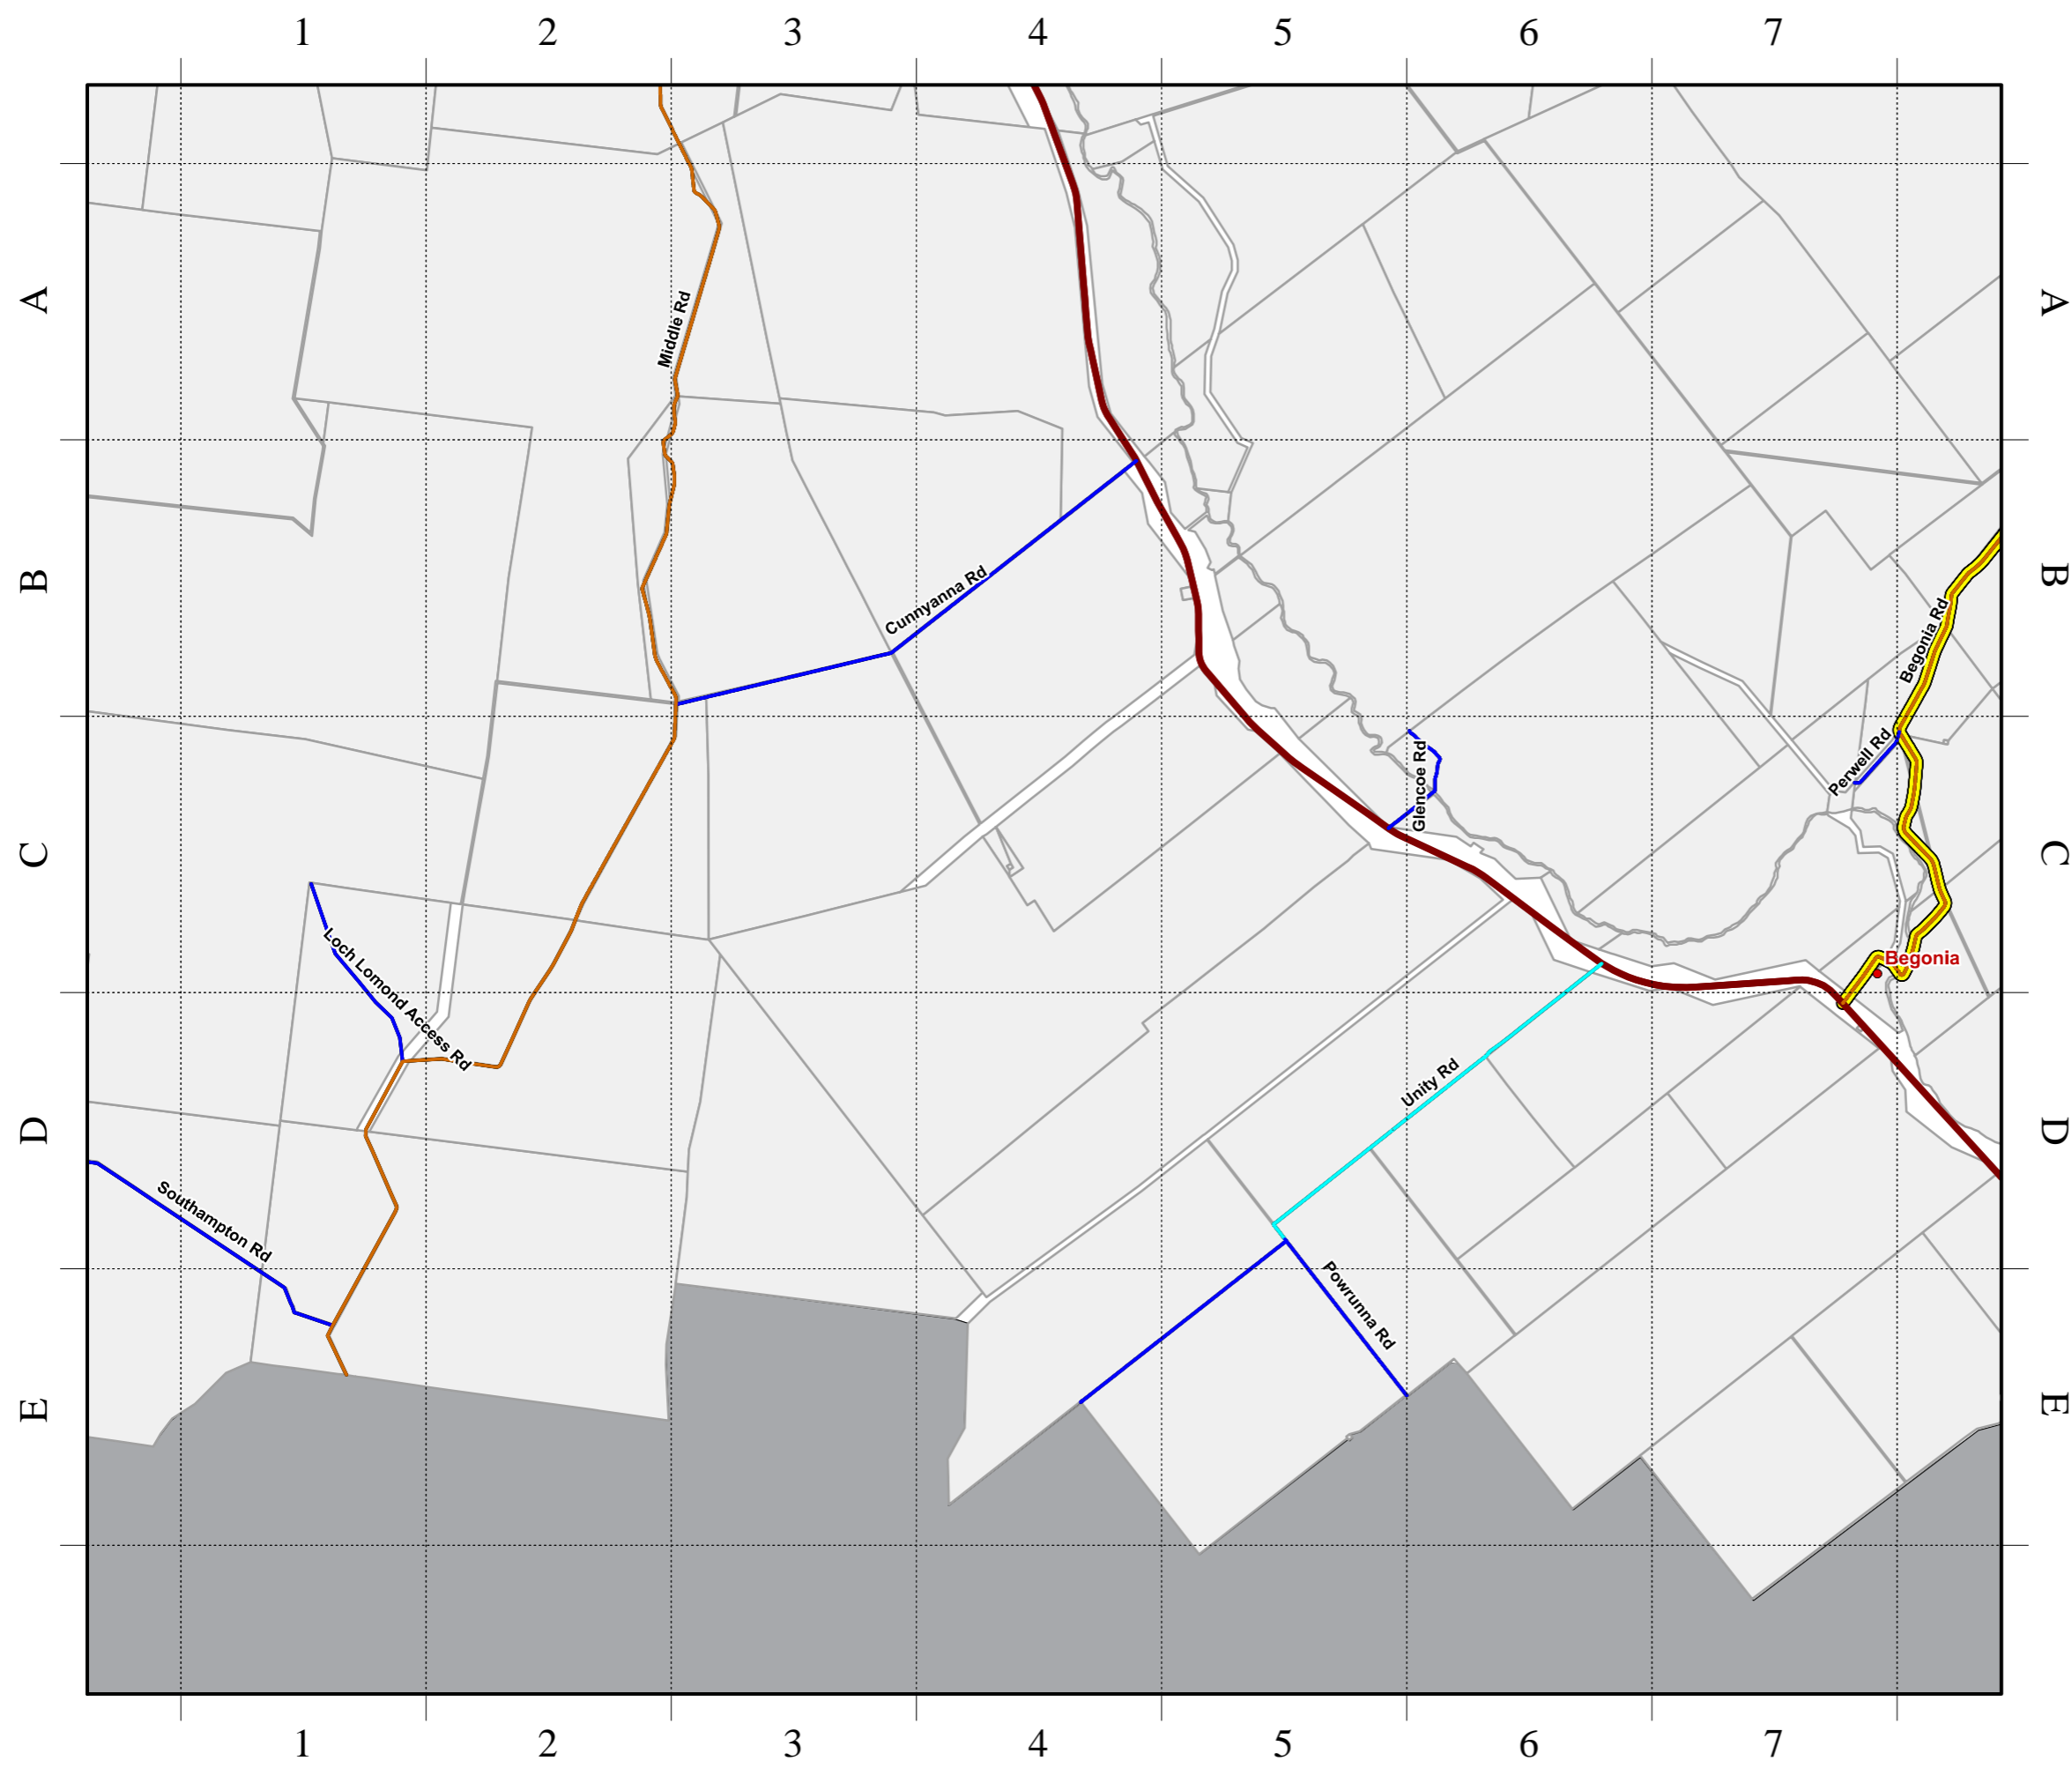 1 2 3 4 5 6 7
A A
Middle Rd
B B
Cunnyanna Rd
Begonia Rd
Perwell Rd
Glencoe Rd
C C
Loch Lomond Access Rd
Begonia
Unity Rd
D D
Southampton Rd
Powrunna Rd
E E
1 2 3 4 5 6 7